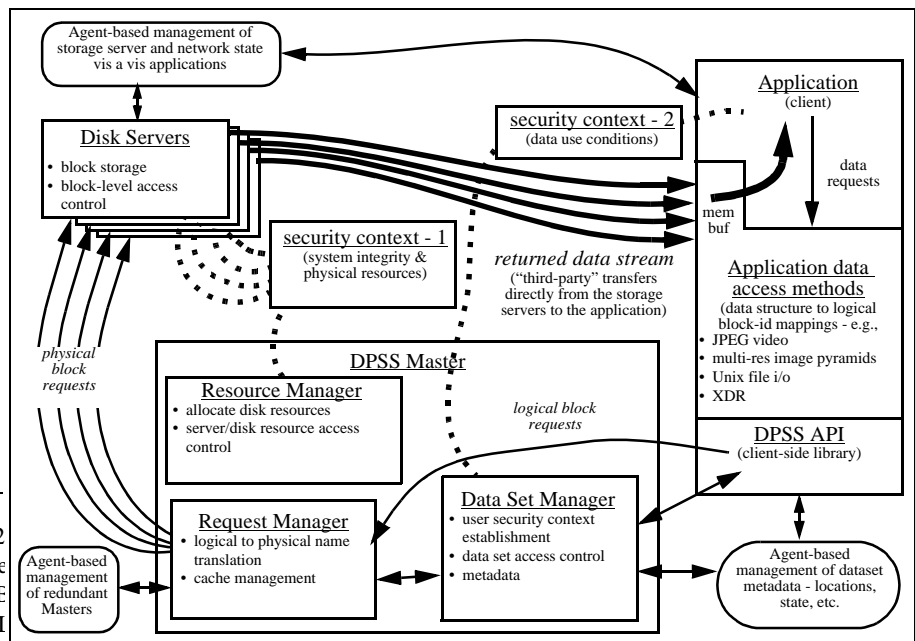 Agent-based management of
storage server and network state
vis a vis applications
Disk Servers
• block storage
• block-level access
control
security context - 2
(data use conditions)
Application
(client)
data
requests
mem
buf
security context - 1
(system integrity &
physical resources)
returned data stream
(“third-party” transfers
directly from the storage
servers to the application)
Application data
access methods
(data structure to logical
block-id mappings - e.g.,
• JPEG video
• multi-res image pyramids
• Unix file i/o
• XDR
physical
block
requests
DPSS Master
Resource Manager
• allocate disk resources
• server/disk resource access
control
logical block
requests
DPSS API
(client-side library)
Request Manager
• logical to physical name
translation
• cache management
Data Set Manager
• user security context
establishment
• data set access control
• metadata
Agent-based
management
of redundant
Masters
Agent-based
management of dataset
metadata - locations,
state, etc.